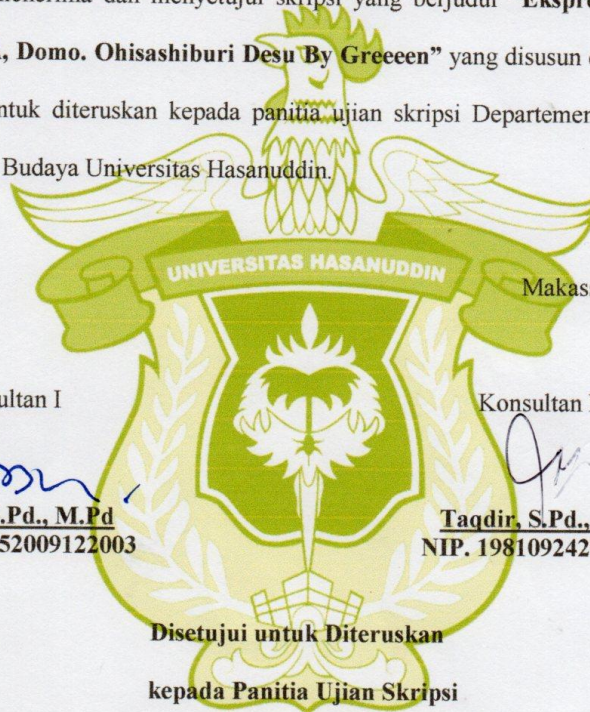 menerima dan menyetujui skripsi yang berjudul "Ekspre
, Domo. Ohisashiburi Desu By Greeeen" yang disusun
ntuk diteruskan kepada panitia ujian skripsi Departemen
Budaya Universitas Hasanuddin.
UNIVERSITAS HASANUDDIN
Makas
ultan I
Konsultan
.Pd., M.Pd
52009122003
Taqdir, S.Pd.,
NIP. 198109242
Disetujui untuk Diteruskan
kepada Panitia Ujian Skripsi